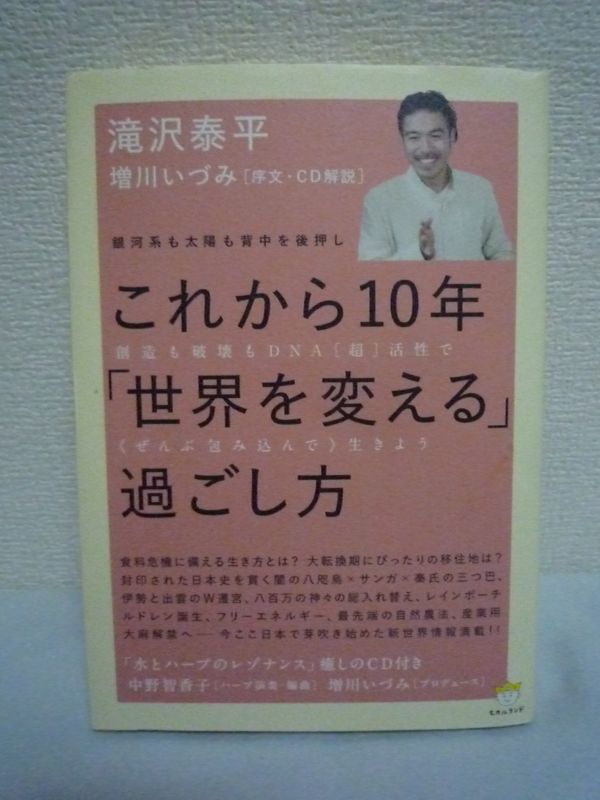 滝沢泰平
増川いづみ［序文・CD解説］
銀河系も太陽も背中を後押し
これから10年
創造も破壊もDNA［超］活性で
「世界を変える」
《ぜんぶ包み込んで》生きよう
過ごし方
食料危機に備える生き方とは？ 大転換期にぴったりの移住地は？
封印された日本史を貫く闇の八咫烏×サンガ×秦氏の三つ巴、
伊勢と出雲のW遷宮、八百万の神々の総入れ替え、レインボーチ
ルドレン誕生、フリーエネルギー、最先端の自然農法、産業用
大麻解禁へ──今ここ日本で芽吹き始めた新世界情報満載！！
「水とハープのレゾナンス」癒しのCD付き
中野智香子［ハープ演奏・編曲］ 増川いづみ［プロデュース］
ヒカルランド